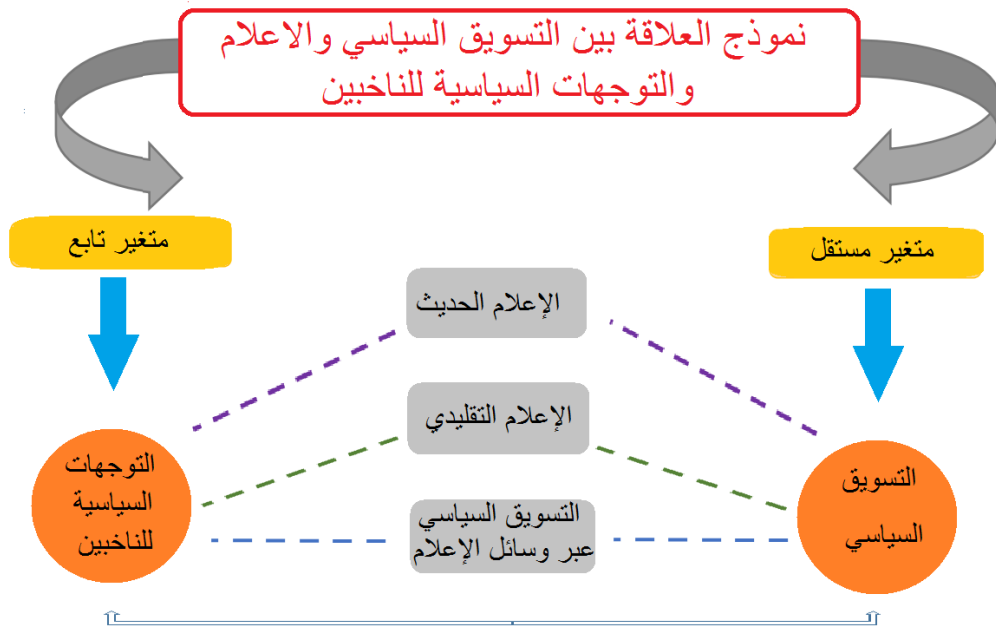 نموذج العلاقة بين التسويق السياسي والاعلام
والتوجهات السياسية للناخبين
متغير مستقل
متغير تابع
الإعلام الحديث
الإعلام التقليدي
التسويق السياسي
عبر وسائل الإعلام
التسويق
السياسي
التوجهات
السياسية
للناخبين